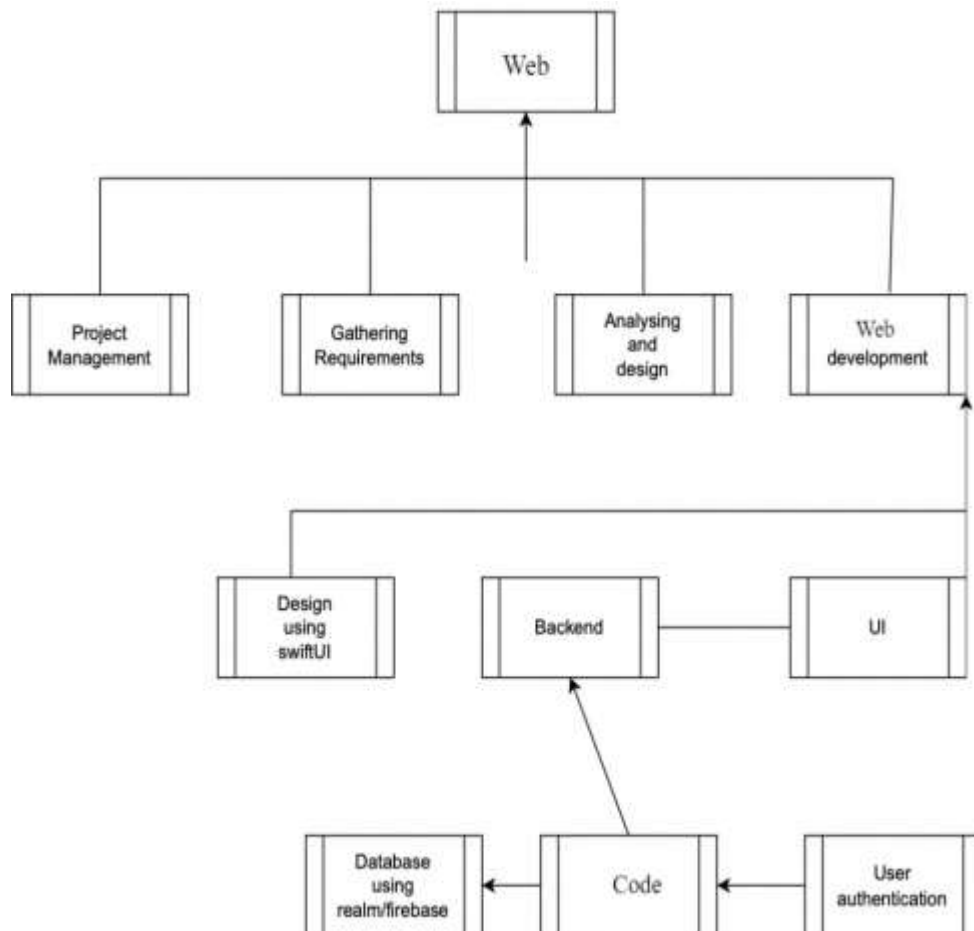 Web
Project
Management
Gathering
Requirements
Analysing
and
design
Web
development
Design
using
swiftUI
Backend
UI
Database
using
realm/firebase
Code
User
authentication